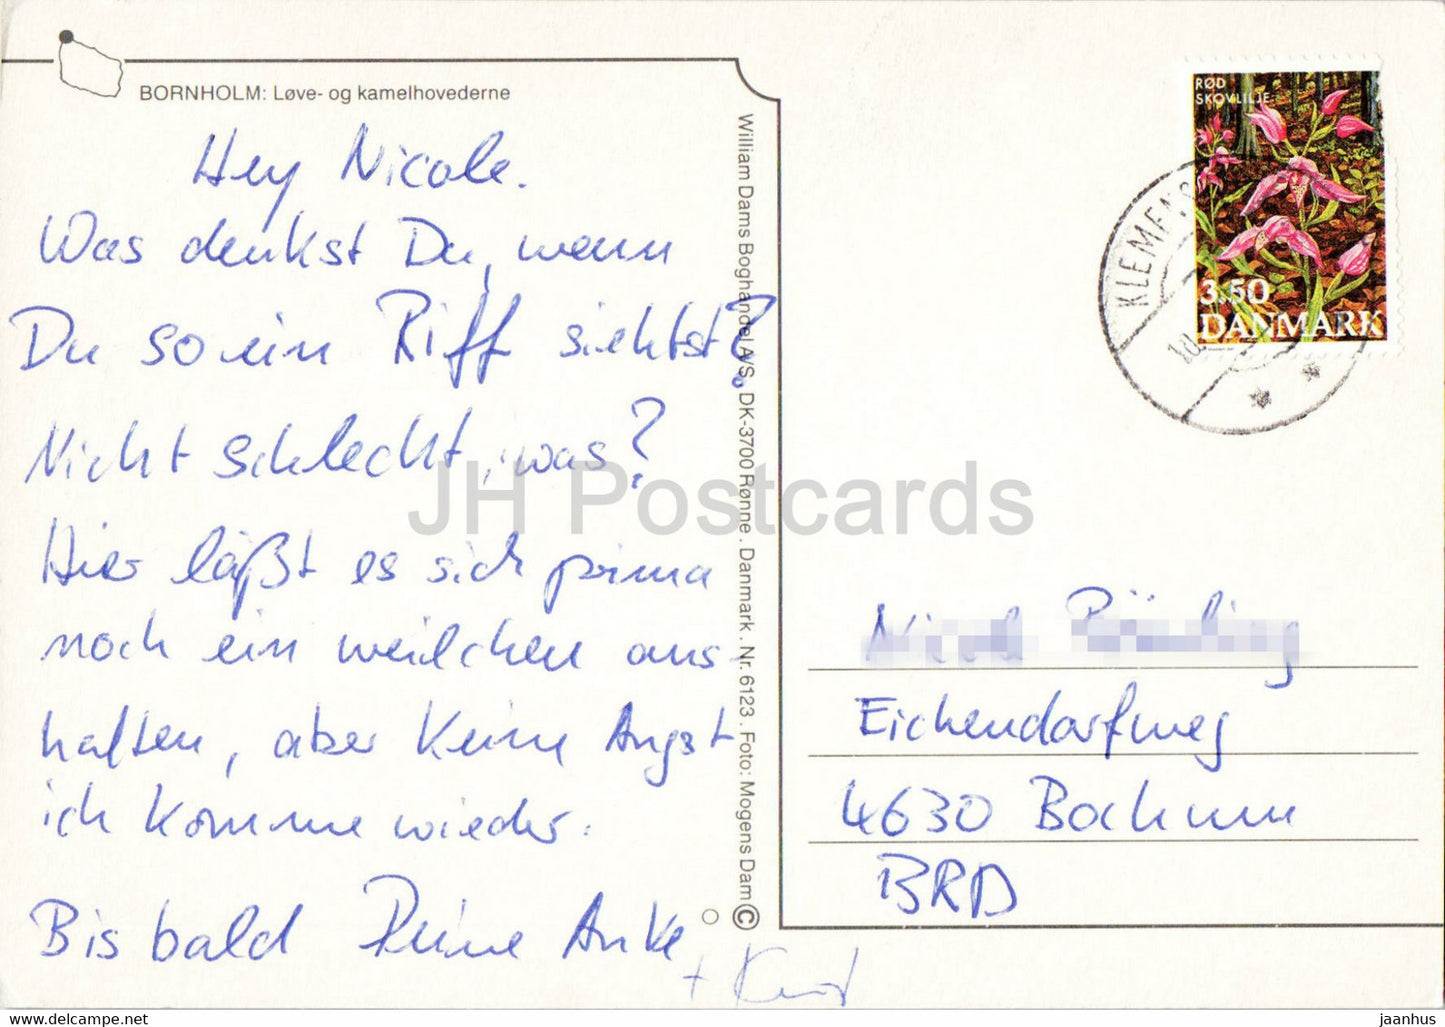 BORNHOLM: Løve- og kamelhovederne
Hey Nicole.
Was denkst Du, wenn
Du so ein Riff siehtst?
Nicht schlecht, was?
Hier läßt es sich prima
noch ein weilchen aus-
halten, aber keine Angst
ich komme wieder.
Bis bald Deine Anke
William Dams Boghandel A/S. DK-3700 Rønne . Danmark . Nr. 6123 . Foto: Mogens Dam ©
RØD
SKOVLILJE
3.50
DANMARK
KLEMENS
Eichendorfweg
4630 Bochum
BRD
JH Postcards
www.delcampe.net
jaanhus